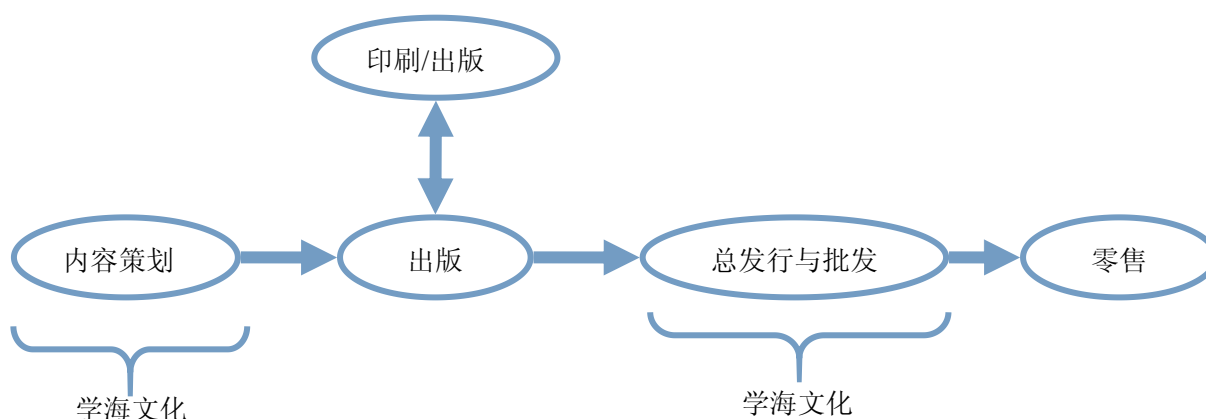 印刷/出版
内容策划
出版
总发行与批发
零售
学海文化
学海文化